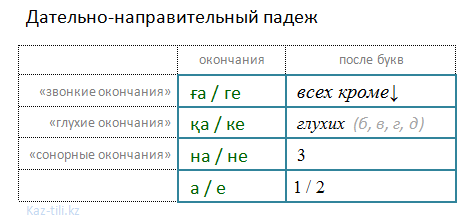 Дательно-направительный падеж
окончания после букв
«звонкие окончания» ға / ге всех кроме↓
«глухие окончания» қа / ке глухих (б, в, г, д)
«сонорные окончания» на / не 3
а / е 1 / 2
Kaz-tili.kz